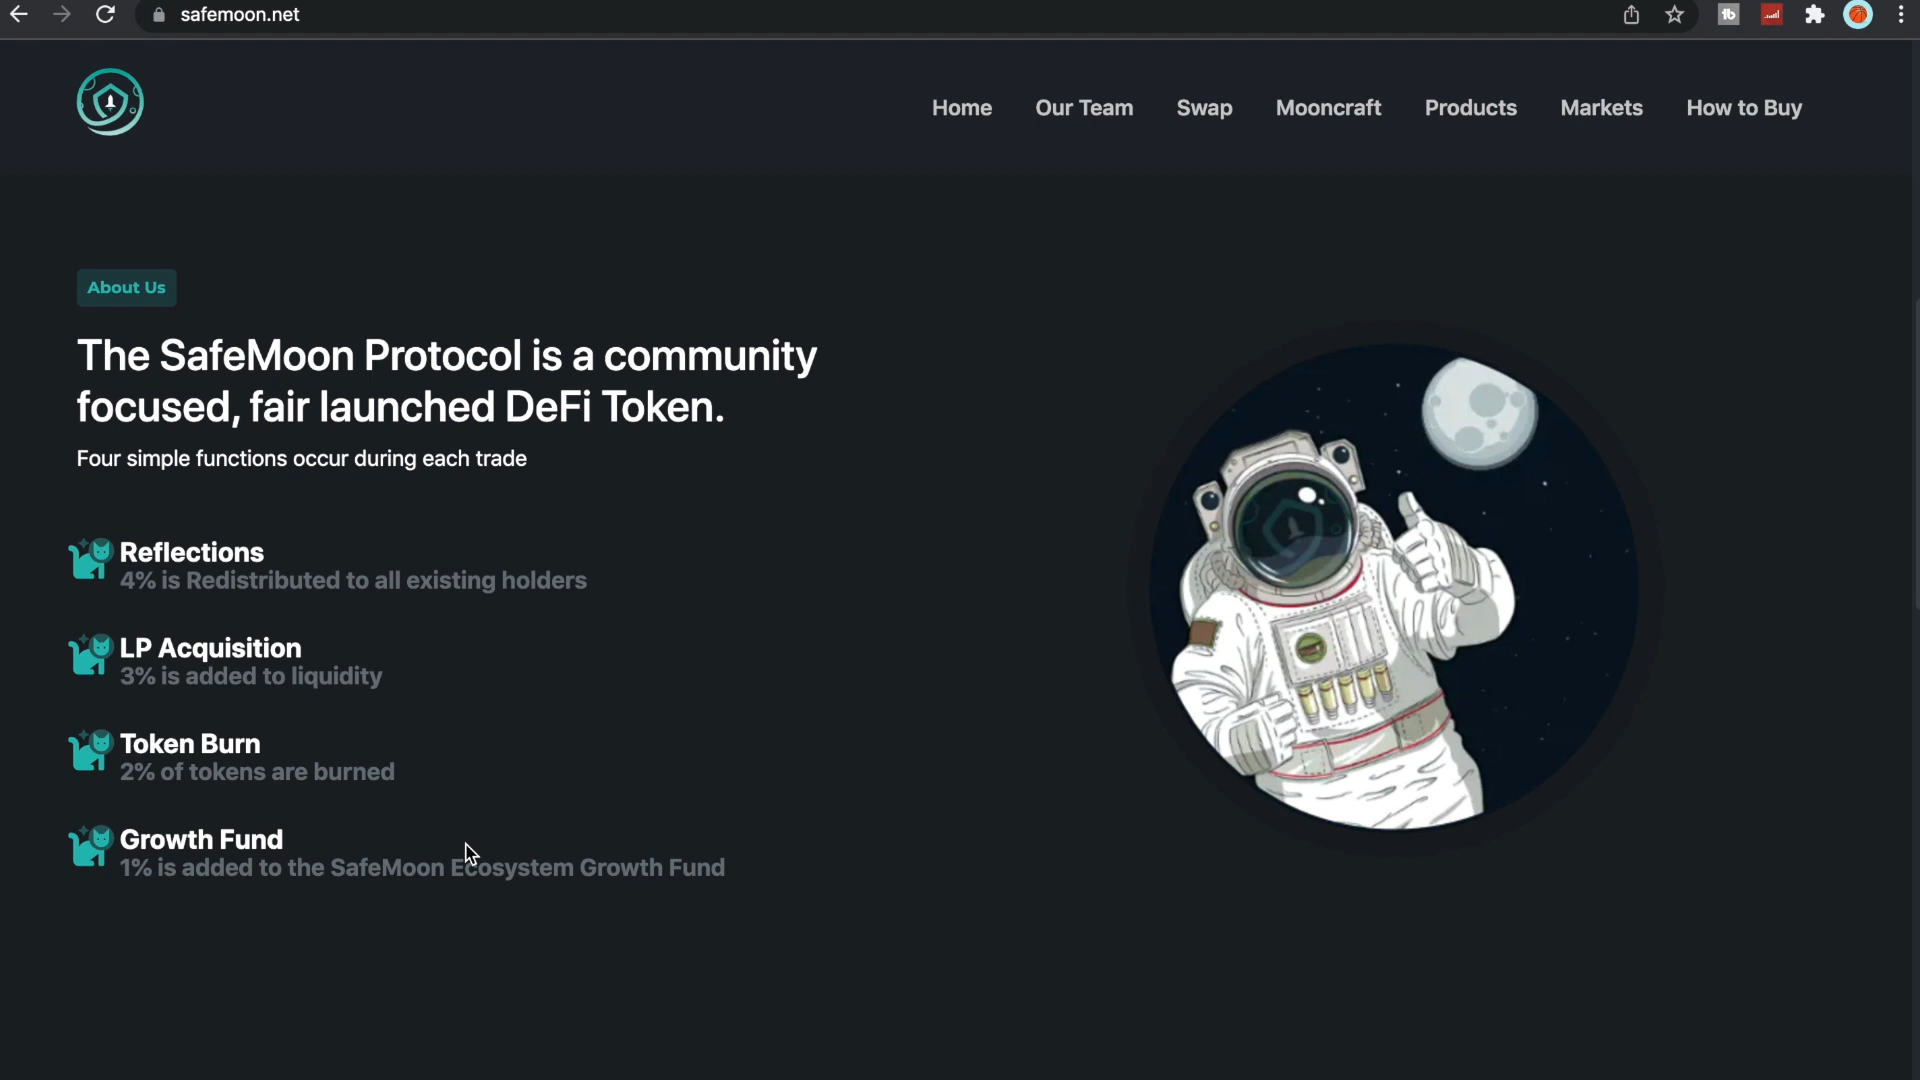 safemoon.net
tb
Home
Our Team
Swap
Mooncraft
Products
Markets
How to Buy
About Us
The SafeMoon Protocol is a community
focused, fair launched DeFi Token.
Four simple functions occur during each trade
Reflections
4% is Redistributed to all existing holders
LP Acquisition
3% is added to liquidity
Token Burn
2% of tokens are burned
Growth Fund
1% is added to the SafeMoon Ecosystem Growth Fund